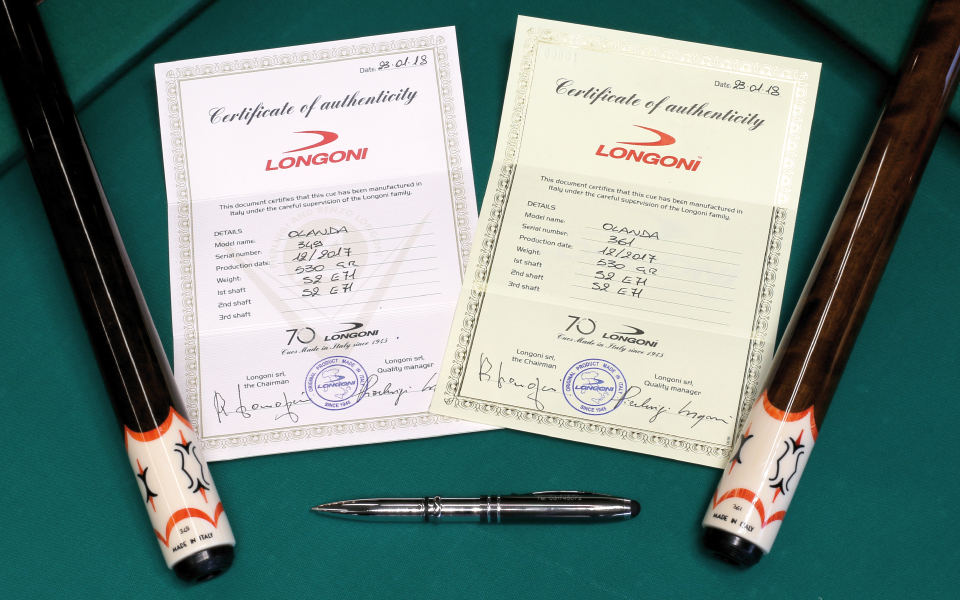 Date: 23.01.18
Certificate of authenticity
LONGONI
This document certifies that this cue has been manufactured in
Italy under the careful supervision of the Longoni family.
DETAILS
Model name: OLANDA
Serial number: 349
Production date: 12/2017
Weight: 530 GR
1st shaft S2 E71
2nd shaft S2 E71
3rd shaft
70 LONGONI
Cues Made in Italy since 1945
Longoni srl,
the Chairman
ORIGINAL PRODUCT MADE IN ITALY
LONGONI
SINCE 1945
Longoni srl,
Quality manager
Date: 23.01.18
Certificate of authenticity
LONGONI™
This document certifies that this cue has been manufactured in
Italy under the careful supervision of the Longoni family.
DETAILS
Model name: OLANDA
Serial number: 361
Production date: 12/2017
Weight: 530 GR
1st shaft S2 E71
2nd shaft S2 E71
3rd shaft
70 LONGONI
Cues Made in Italy since 1945
Longoni srl,
the Chairman
ORIGINAL PRODUCT MADE IN ITALY
LONGONI
SINCE 1945
Longoni srl,
Quality manager
349
MADE IN ITALY
361
MADE IN ITALY